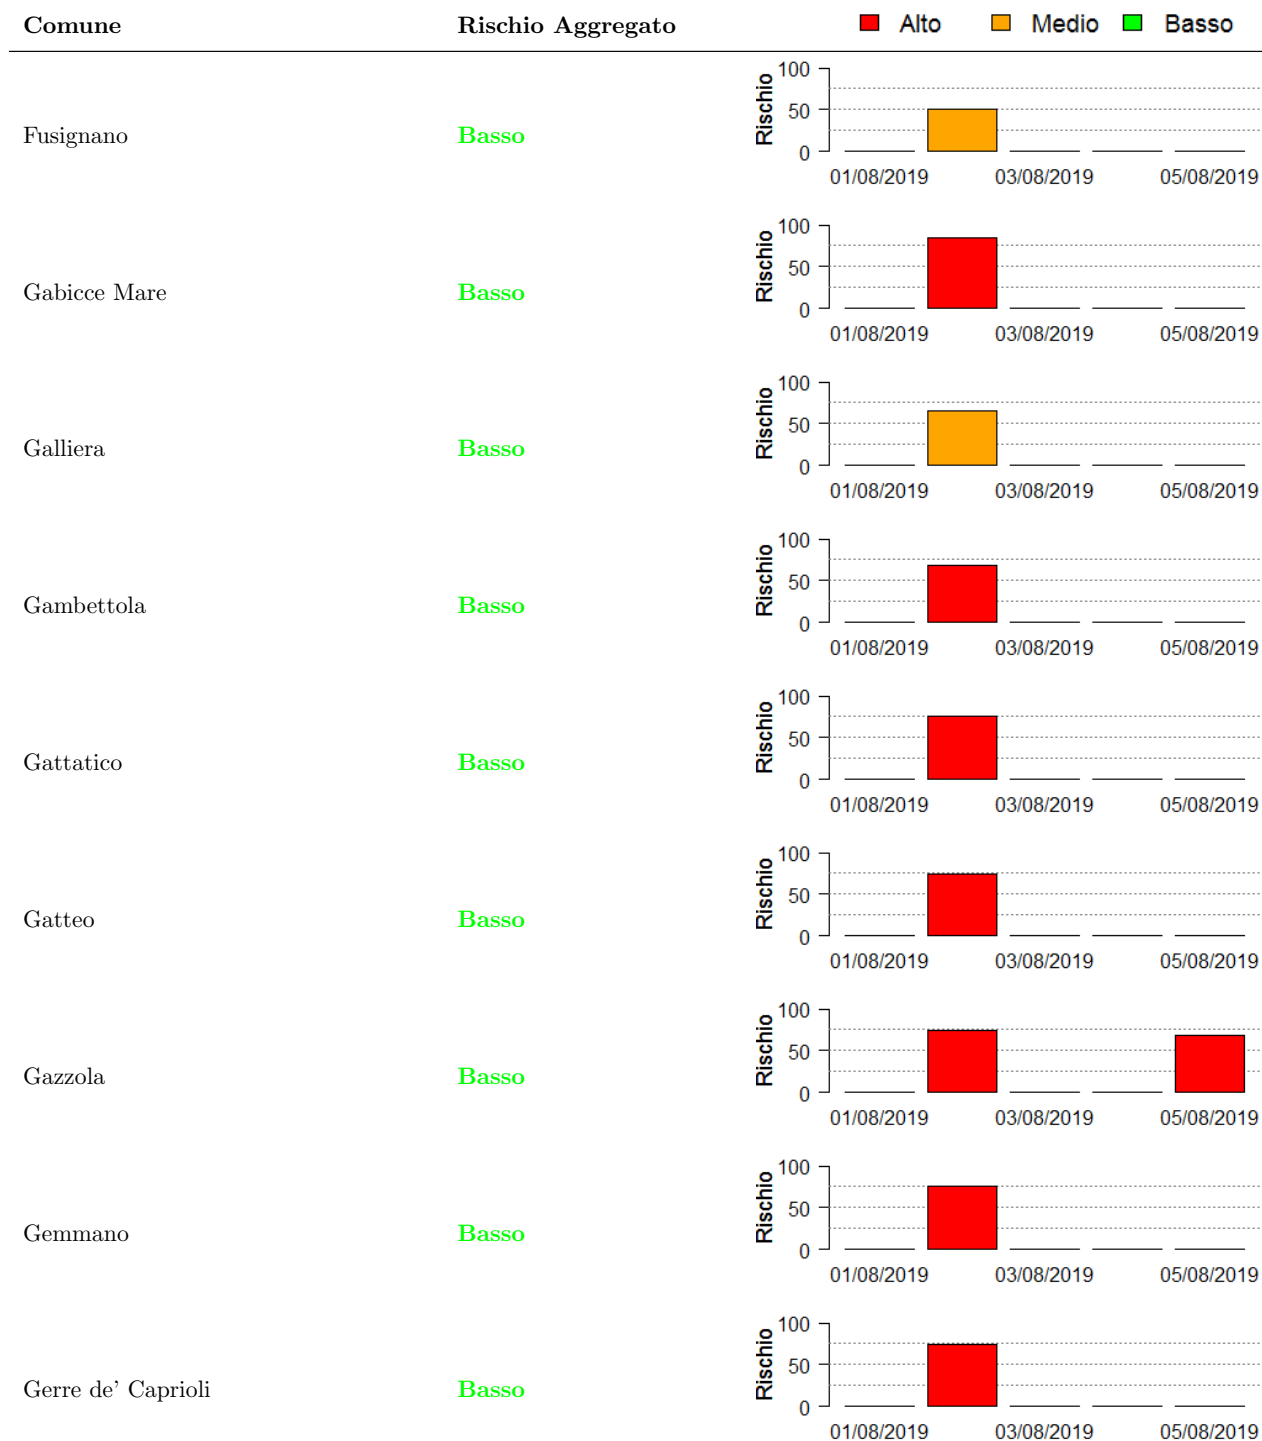 Comune Rischio Aggregato Alto Medio Basso
Fusignano Basso
Rischio
100
50
0
01/08/2019 03/08/2019 05/08/2019
Gabicce Mare Basso
Rischio
100
50
0
01/08/2019 03/08/2019 05/08/2019
Galliera Basso
Rischio
100
50
0
01/08/2019 03/08/2019 05/08/2019
Gambettola Basso
Rischio
100
50
0
01/08/2019 03/08/2019 05/08/2019
Gattatico Basso
Rischio
100
50
0
01/08/2019 03/08/2019 05/08/2019
Gatteo Basso
Rischio
100
50
0
01/08/2019 03/08/2019 05/08/2019
Gazzola Basso
Rischio
100
50
0
01/08/2019 03/08/2019 05/08/2019
Gemmano Basso
Rischio
100
50
0
01/08/2019 03/08/2019 05/08/2019
Gerre de' Caprioli Basso
Rischio
100
50
0
01/08/2019 03/08/2019 05/08/2019